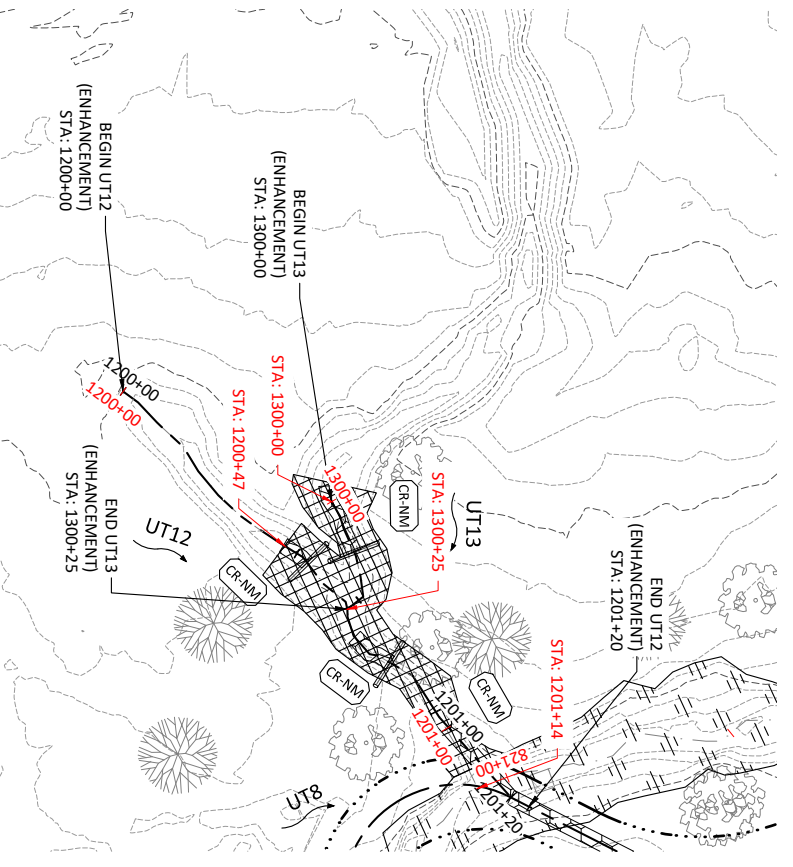 BEGIN UT12
(ENHANCEMENT)
STA: 1200+00
BEGIN UT13
(ENHANCEMENT)
STA: 1300+00
1200+00
1200+00
STA: 1300+00
STA: 1200+47
1300+00
CR-NM
STA: 1300+25
UT13
END UT13
(ENHANCEMENT)
STA: 1300+25
UT12
CR-NM
END UT12
(ENHANCEMENT)
STA: 1201+20
CR-NM
CR-NM
1201+00
1201+00
STA: 1201+14
821+00
1201+20
UT8